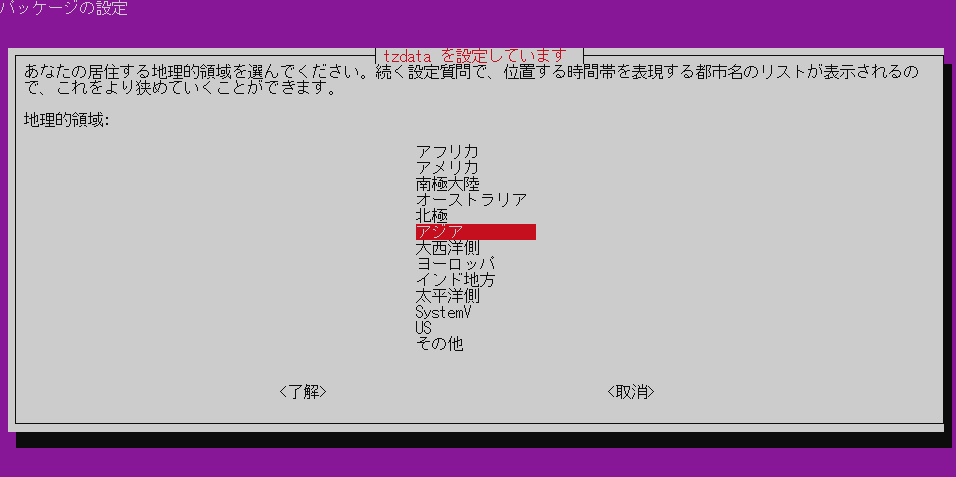 パッケージの設定
tzdata を設定しています
あなたの居住する地理的領域を選んでください。続く設定質問で、位置する時間帯を表現する都市名のリストが表示されるの
で、これをより狭めていくことができます。
地理的領域:
アフリカ
アメリカ
南極大陸
オーストラリア
北極
アジア
大西洋側
ヨーロッパ
インド地方
太平洋側
SystemV
US
その他
<了解> <取消>